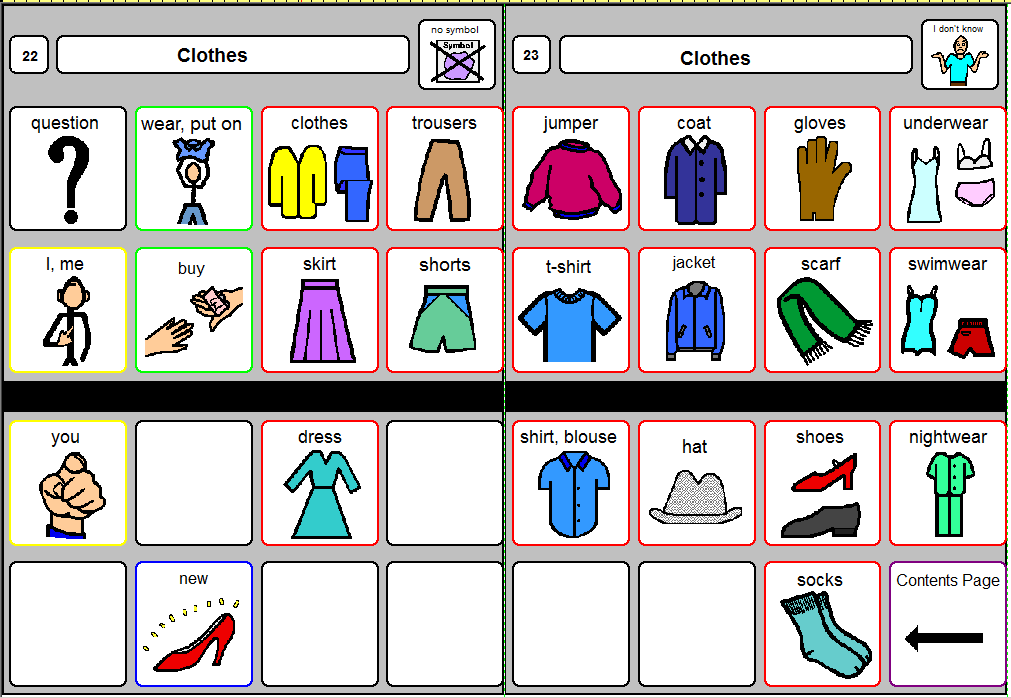 22
Clothes
no symbol
Symbol
question
wear, put on
clothes
trousers
I, me
buy
skirt
shorts
you
dress
new
23
Clothes
I don't know
jumper
coat
gloves
underwear
t-shirt
jacket
scarf
swimwear
shirt, blouse
hat
shoes
nightwear
socks
Contents Page